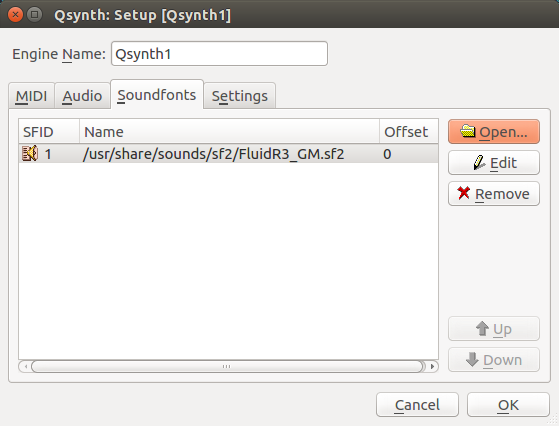 Qsynth: Setup [Qsynth1]
Engine Name: Qsynth1
MIDI Audio Soundfonts Settings
SFID Name Offset
1 /usr/share/sounds/sf2/FluidR3_GM.sf2 0
Open...
Edit
Remove
Up
Down
Cancel OK